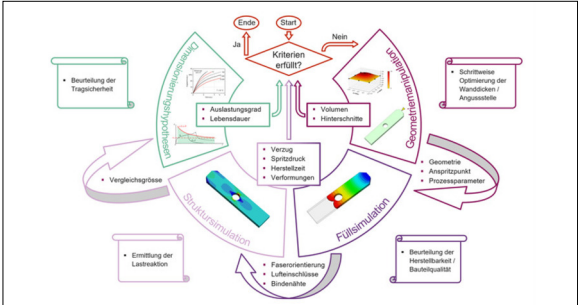 Ende
Start
Ja
Nein
Kriterien
erfüllt?
Dimensionierungshypothesen
Geometriemanipulation
Beurteilung der
Tragsicherheit
Schrittweise
Optimierung der
Wanddicken /
Angussstelle
Auslastungsgrad
Lebensdauer
Volumen
Hinterschnitte
Verzug
Spritzdruck
Herstellzeit
Verformungen
Vergleichsgrösse
Geometrie
Anspritzpunkt
Prozessparameter
Struktursimulation
Füllsimulation
Ermittlung der
Lastreaktion
Faserorientierung
Lufteinschlüsse
Bindenähte
Beurteilung der
Herstellbarkeit /
Bauteilqualität